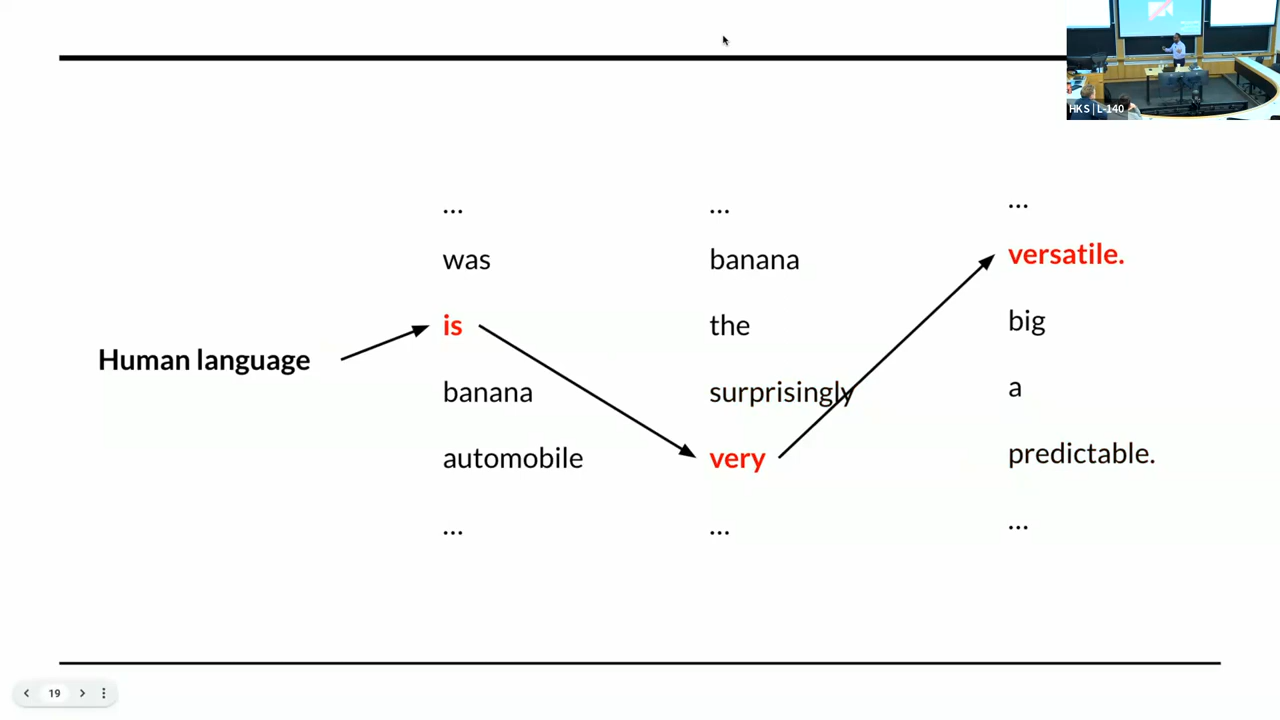 HKS | L-140
Human language
...
was
is
banana
automobile
...
...
banana
the
surprisingly
very
...
...
versatile.
big
a
predictable.
...
19